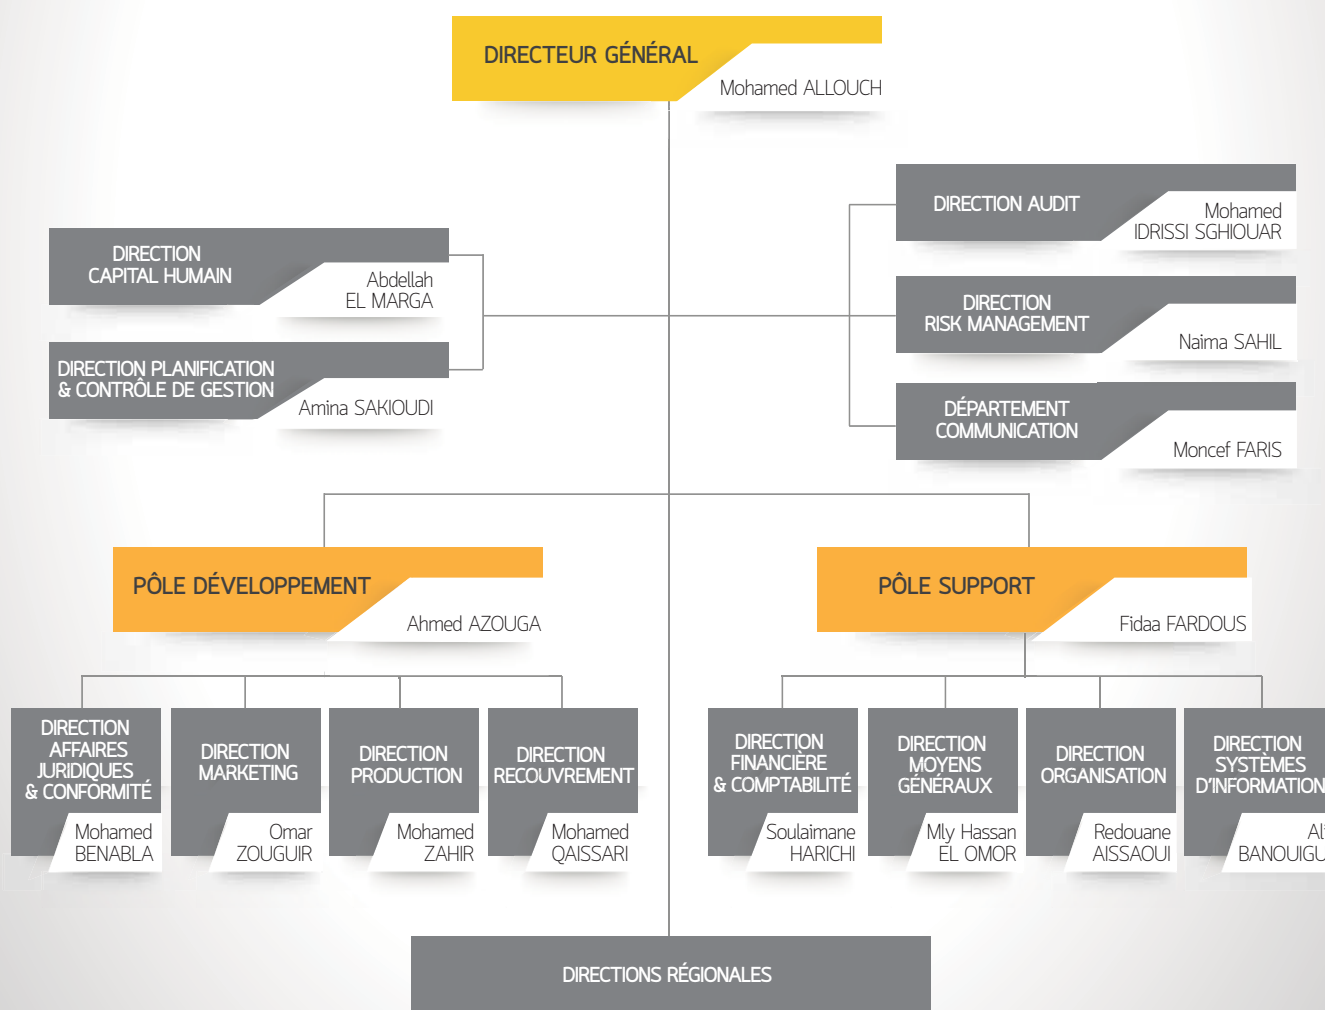 DIRECTEUR GÉNÉRAL
Mohamed ALLOUCH
DIRECTION
CAPITAL HUMAIN
Abdellah
EL MARGA
DIRECTION PLANIFICATION
& CONTRÔLE DE GESTION
Amina SAKIOUDI
DIRECTION AUDIT
Mohamed
IDRISSI SGHIOUAR
DIRECTION
RISK MANAGEMENT
Naima SAHIL
DÉPARTEMENT
COMMUNICATION
Moncef FARIS
PÔLE DÉVELOPPEMENT
Ahmed AZOUGA
DIRECTION
AFFAIRES
JURIDIQUES
& CONFORMITÉ
Mohamed
BENABLA
DIRECTION
MARKETING
Omar
ZOUGUIR
DIRECTION
PRODUCTION
Mohamed
ZAHIR
DIRECTION
RECOUVREMENT
Mohamed
QAISSARI
PÔLE SUPPORT
Fidaa FARDOUS
DIRECTION
FINANCIÈRE
& COMPTABILITÉ
Soulaimane
HARICHI
DIRECTION
MOYENS
GÉNÉRAUX
Mly Hassan
EL OMOR
DIRECTION
ORGANISATION
Redouane
AISSAOUI
DIRECTION
SYSTÈMES
D'INFORMATION
DIRECTIONS RÉGIONALES